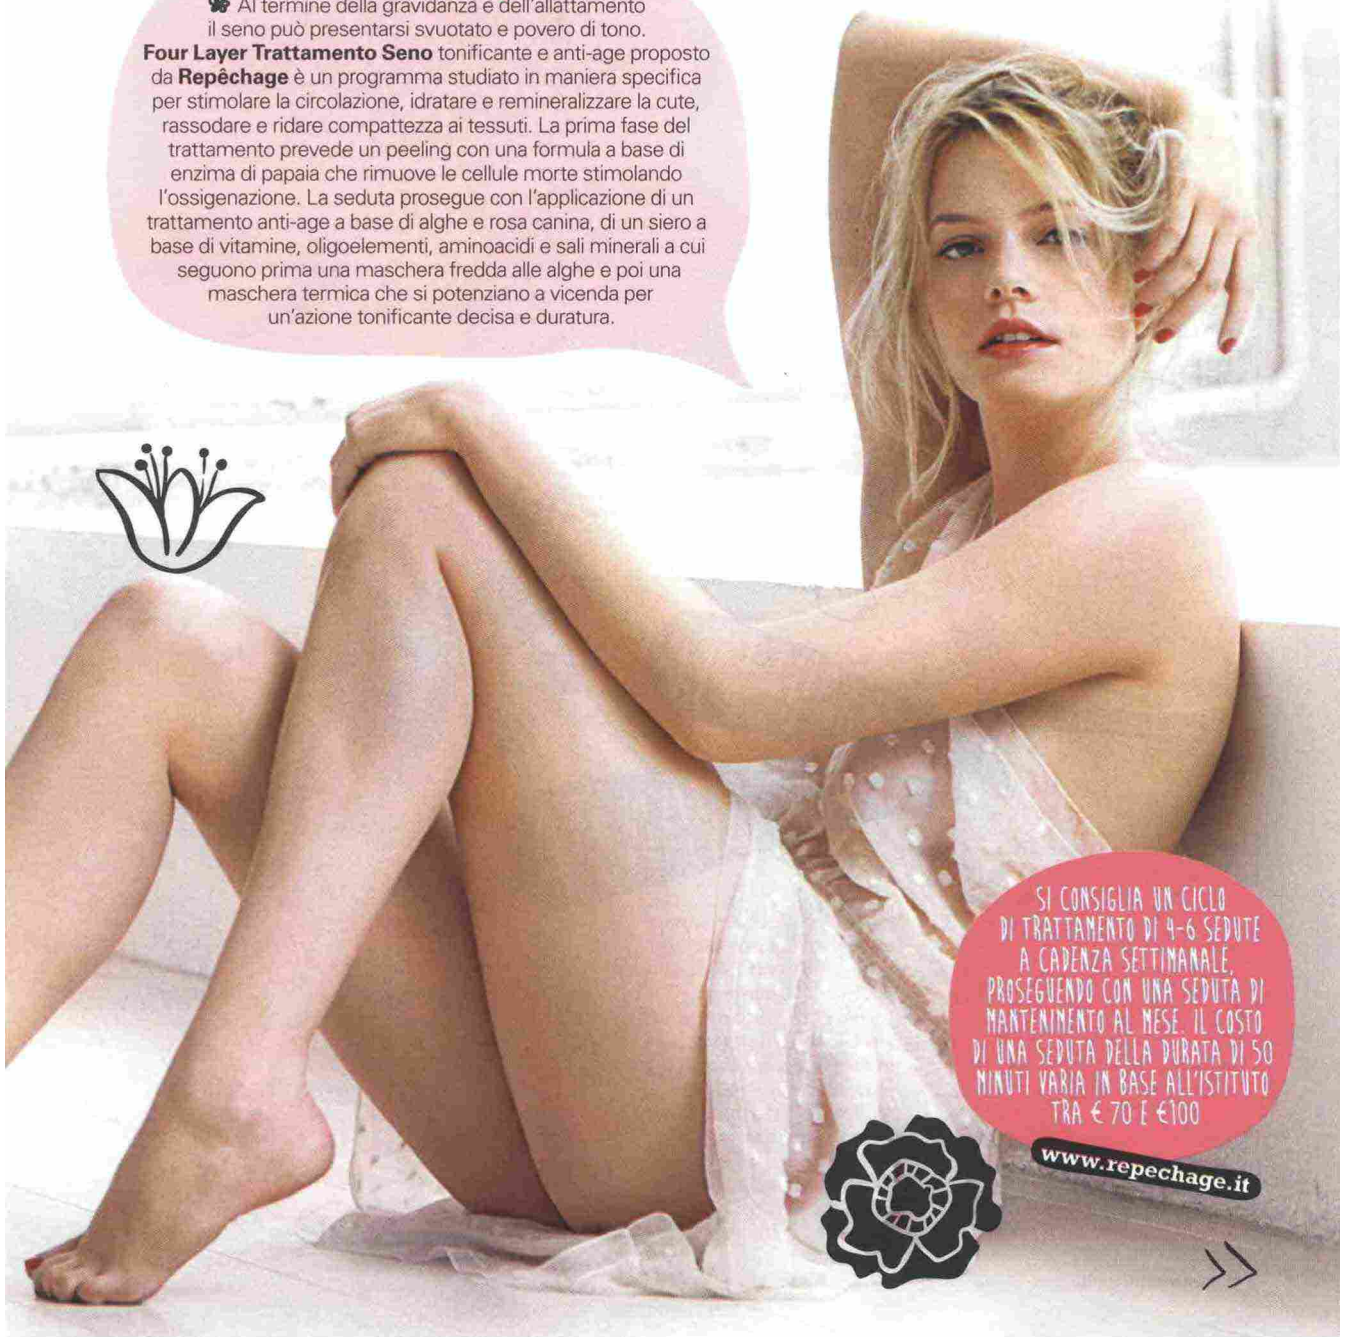 Al termine della gravidanza e dell'allattamento
il seno può presentarsi svuotato e povero di tono.
Four Layer Trattamento Seno tonificante e anti-age proposto
da Repêchage è un programma studiato in maniera specifica
per stimolare la circolazione, idratare e remineralizzare la cute,
rassodare e ridare compattezza ai tessuti. La prima fase del
trattamento prevede un peeling con una formula a base di
enzima di papaia che rimuove le cellule morte stimolando
l'ossigenazione. La seduta prosegue con l'applicazione di un
trattamento anti-age a base di alghe e rosa canina, di un siero a
base di vitamine, oligoelementi, aminoacidi e sali minerali a cui
seguono prima una maschera fredda alle alghe e poi una
maschera termica che si potenziano a vicenda per
un'azione tonificante decisa e duratura.
SI CONSIGLIA UN CICLO
DI TRATTAMENTO DI 4-6 SEDUTE
A CADENZA SETTIMANALE,
PROSEGUENDO CON UNA SEDUTA DI
MANTENIMENTO AL MESE. IL COSTO
DI UNA SEDUTA DELLA DURATA DI 50
MINUTI VARIA IN BASE ALL'ISTITUTO
TRA € 70 E €100
www.repechage.it
>>